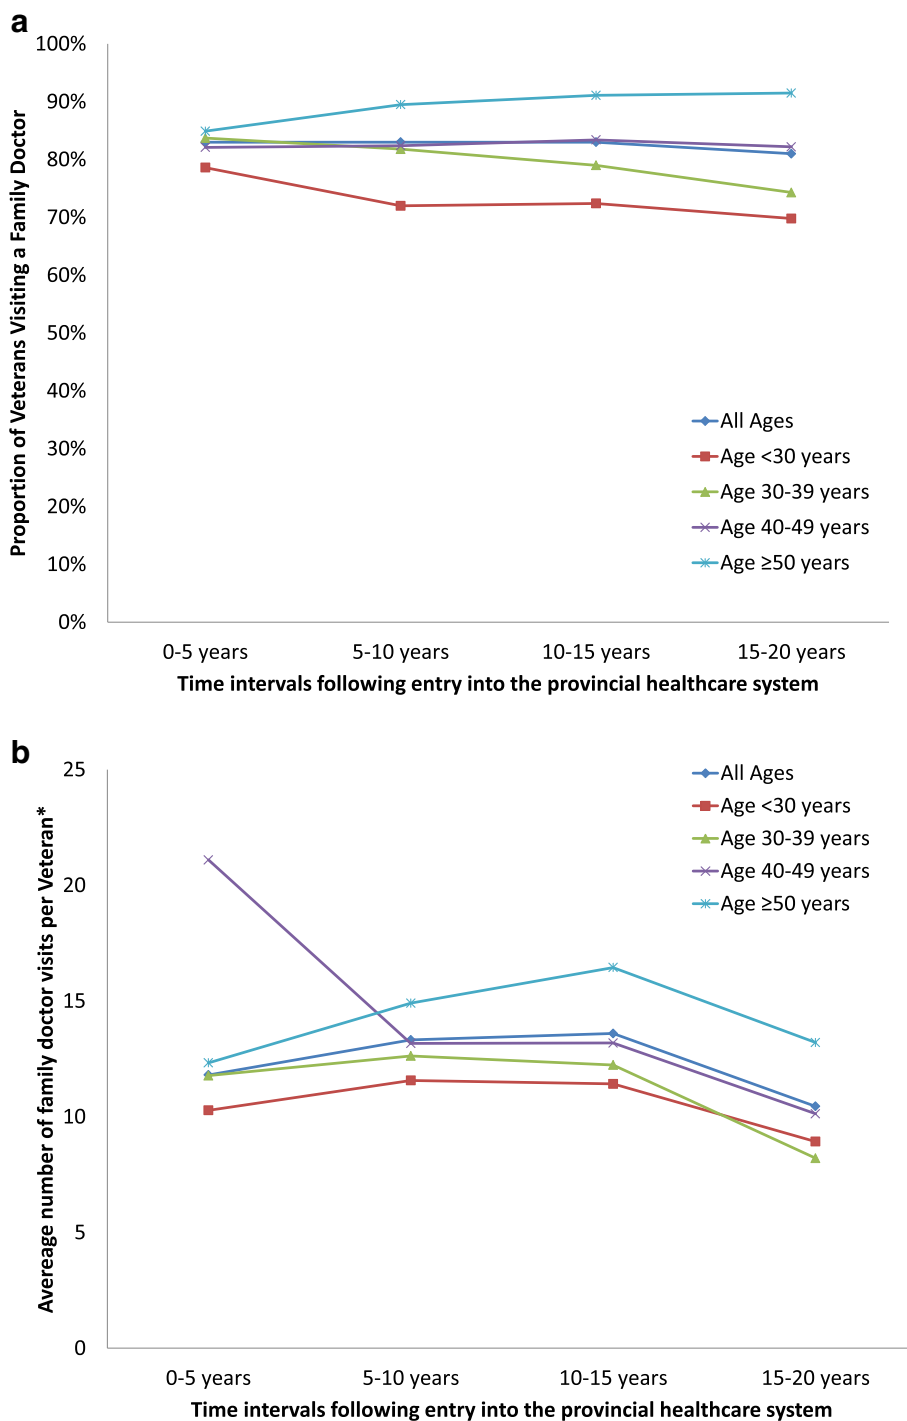 a
Proportion of Veterans Visiting a Family Doctor
100%
90%
80%
70%
60%
50%
40%
30%
20%
10%
0%
All Ages
Age <30 years
Age 30-39 years
Age 40-49 years
Age ≥50 years
0-5 years 5-10 years 10-15 years 15-20 years
Time intervals following entry into the provincial healthcare system
b
Avereage number of family doctor visits per Veteran*
25
20
15
10
5
0
All Ages
Age <30 years
Age 30-39 years
Age 40-49 years
Age ≥50 years
0-5 years 5-10 years 10-15 years 15-20 years
Time intervals following entry into the provincial healthcare system